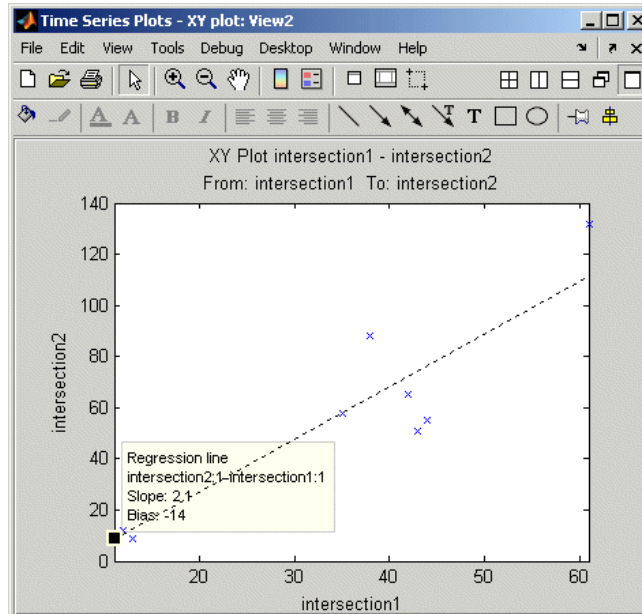 Time Series Plots - XY plot: View2
File Edit View Tools Debug Desktop Window Help
A A B I T T
XY Plot intersection1 - intersection2
From: intersection1 To: intersection2
140
120
100
80
60
40
20
0
intersection2
Regression line
intersection2:1-intersection1:1
Slope: 2.1
Bias: -14
20 30 40 50 60
intersection1